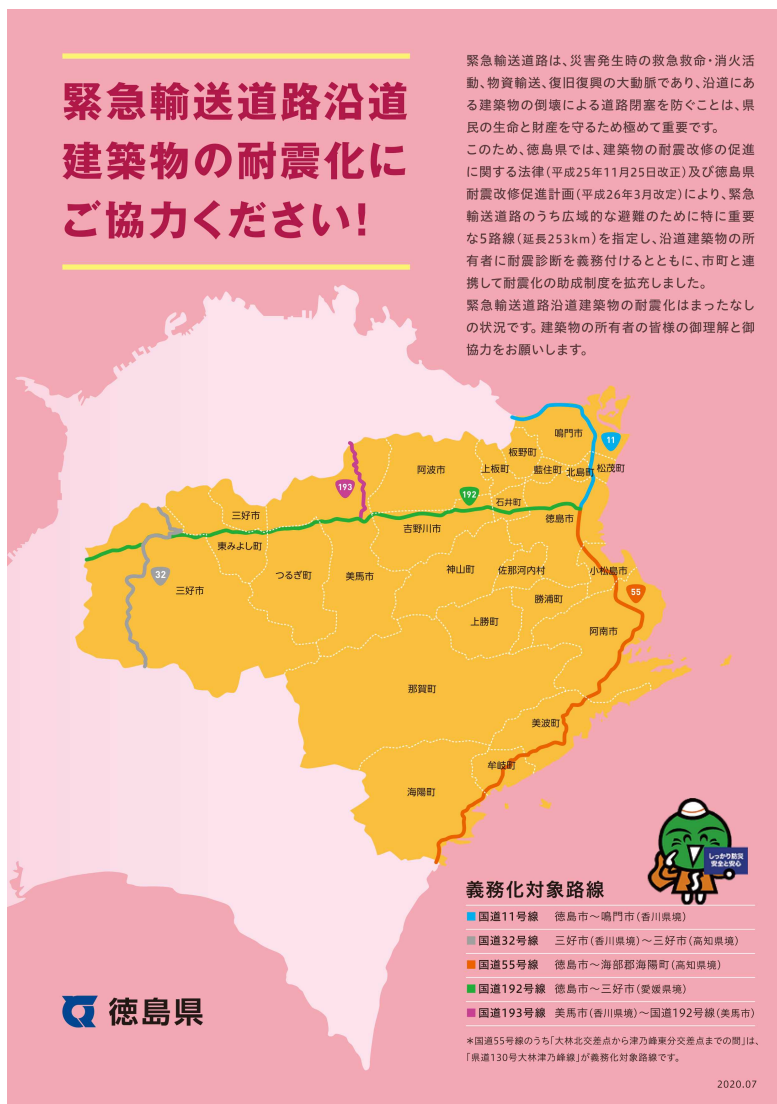 緊急輸送道路沿道
建築物の耐震化に
ご協力ください!
緊急輸送道路は、災害発生時の救急救命・消火活
動、物資輸送、復旧復興の大動脈であり、沿道にあ
る建築物の倒壊による道路閉塞を防ぐことは、県
民の生命と財産を守るため極めて重要です。
このため、徳島県では、建築物の耐震改修の促進
に関する法律(平成25年11月25日改正)及び徳島県
耐震改修促進計画(平成26年3月改定)により、緊急
輸送道路のうち広域的な避難のために特に重要
な5路線(延長253km)を指定し、沿道建築物の所
有者に耐震診断を義務付けるとともに、市町と連
携して耐震化の助成制度を拡充しました。
緊急輸送道路沿道建築物の耐震化はまったなし
の状況です。建築物の所有者の皆様の御理解と御
協力をお願いします。
鳴門市
11
板野町
阿波市
上板町
藍住町
北島町
松茂町
193
192
石井町
三好市
徳島市
吉野川市
東みよし町
つるぎ町
美馬市
神山町
佐那河内村
小松島市
32
三好市
勝浦町
55
上勝町
阿南市
那賀町
美波町
牟岐町
海陽町
しっかり防災
安全と安心
義務化対象路線
国道11号線 徳島市〜鳴門市(香川県境)
国道32号線 三好市(香川県境)〜三好市(高知県境)
国道55号線 徳島市〜海部郡海陽町(高知県境)
国道192号線 徳島市〜三好市(愛媛県境)
国道193号線 美馬市(香川県境)〜国道192号線(美馬市)
*国道55号線のうち「大林北交差点から津乃峰東分交差点までの間」は、
「県道130号大林津乃峰線」が義務化対象路線です。
徳島県
2020.07